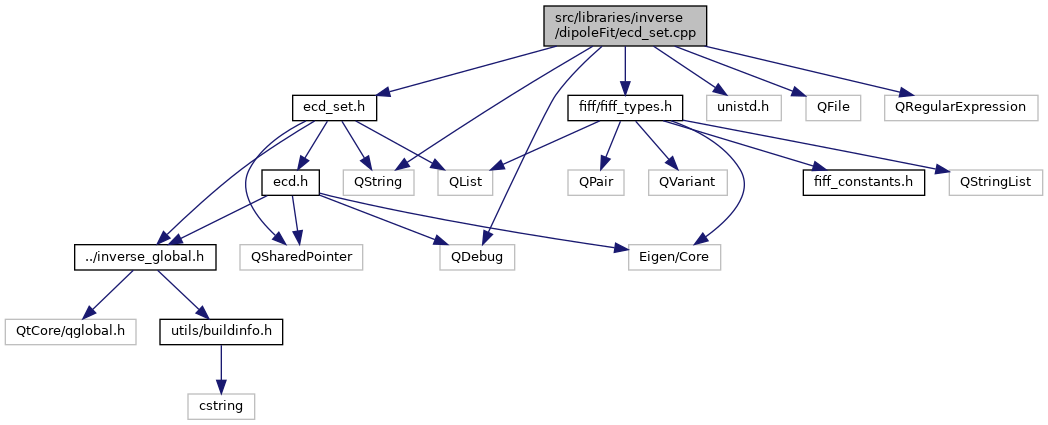 src/libraries/inverse
/dipoleFit/ecd_set.cpp
ecd_set.h
fiff/fiff_types.h
unistd.h
QFile
QRegularExpression
ecd.h
QString
QList
QPair
QVariant
fiff_constants.h
QStringList
../inverse_global.h
QSharedPointer
QDebug
Eigen/Core
QtCore/qglobal.h
utils/buildinfo.h
cstring